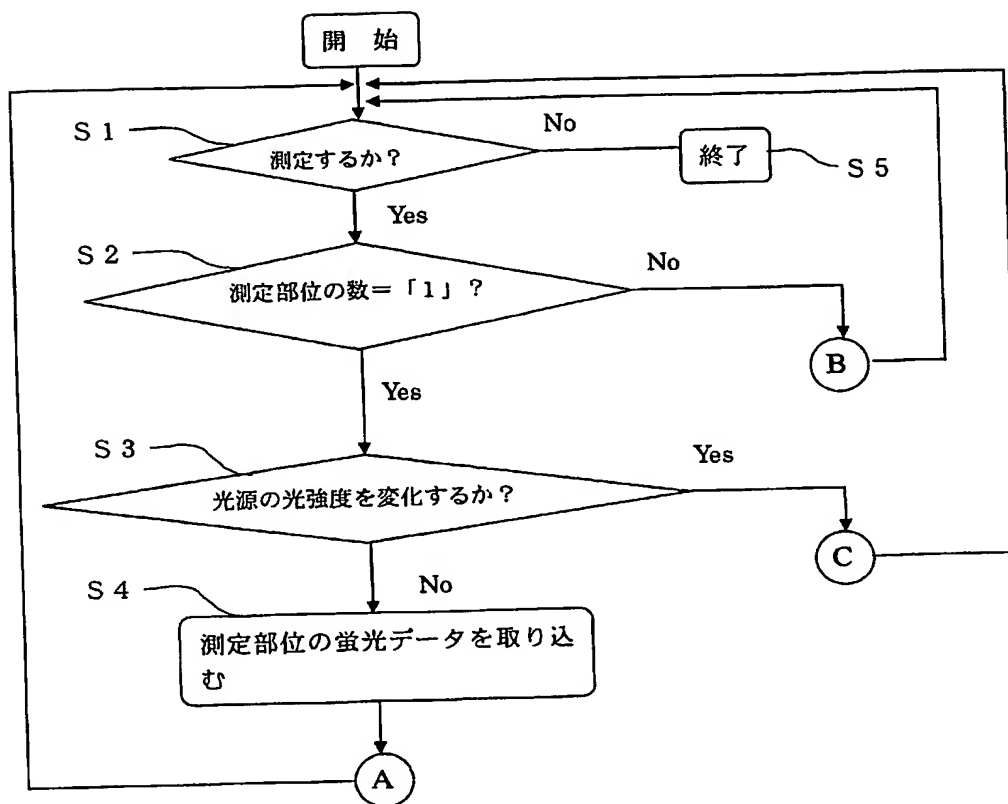 開 始
S 1
測定するか？
No
終了
S 5
Yes
S 2
測定部位の数＝「1」？
No
B
Yes
S 3
光源の光強度を変化するか？
Yes
C
No
S 4
測定部位の蛍光データを取り込
む
A